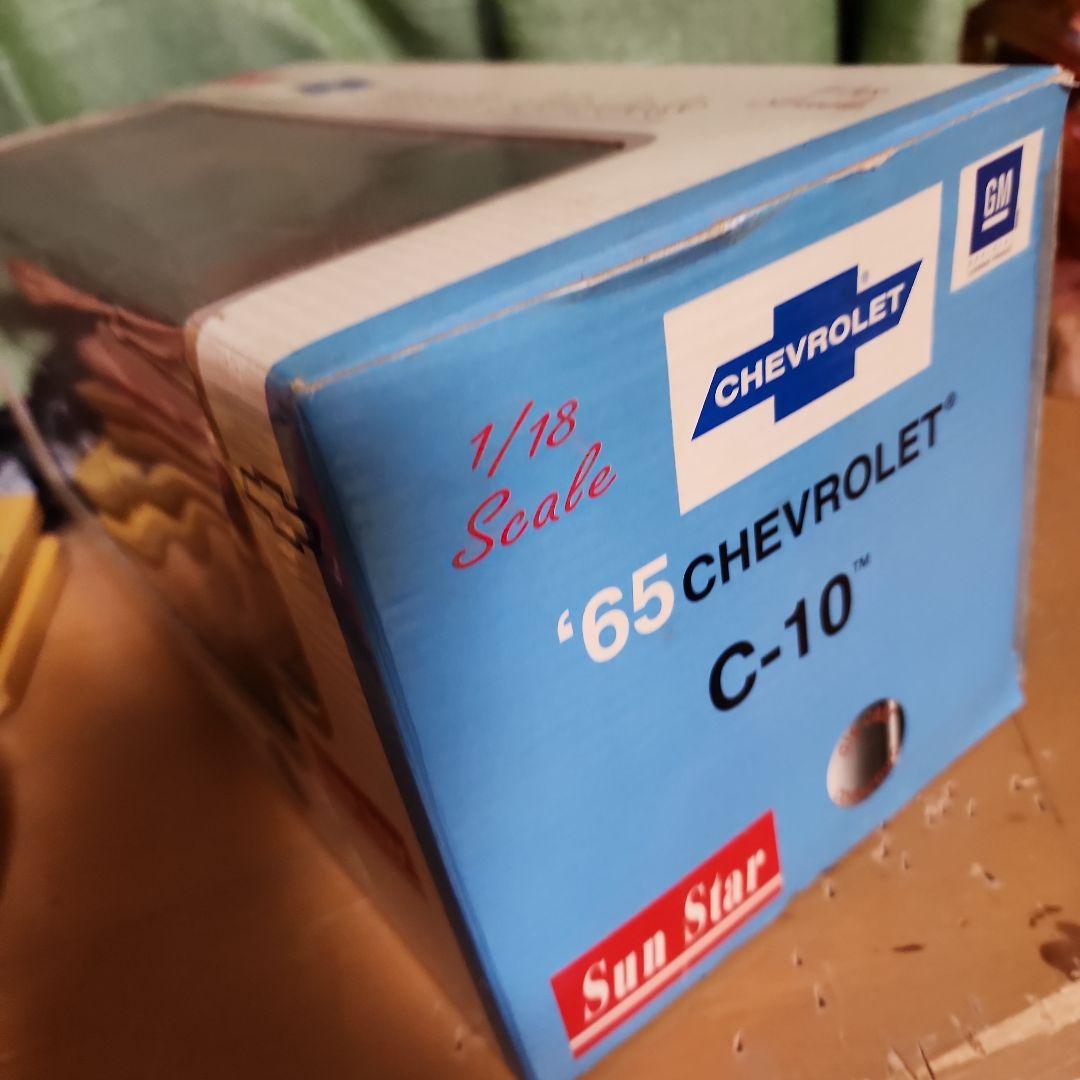 GM
CHEVROLET
1/18
Scale
‘65 CHEVROLET®
C-10™
Sun Star